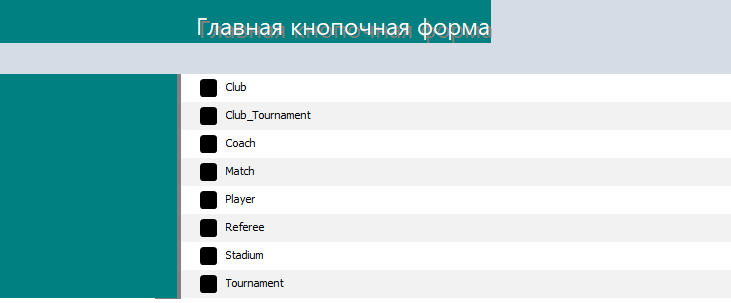 Главная кнопочная форма
Club
Club_Tournament
Coach
Match
Player
Referee
Stadium
Tournament